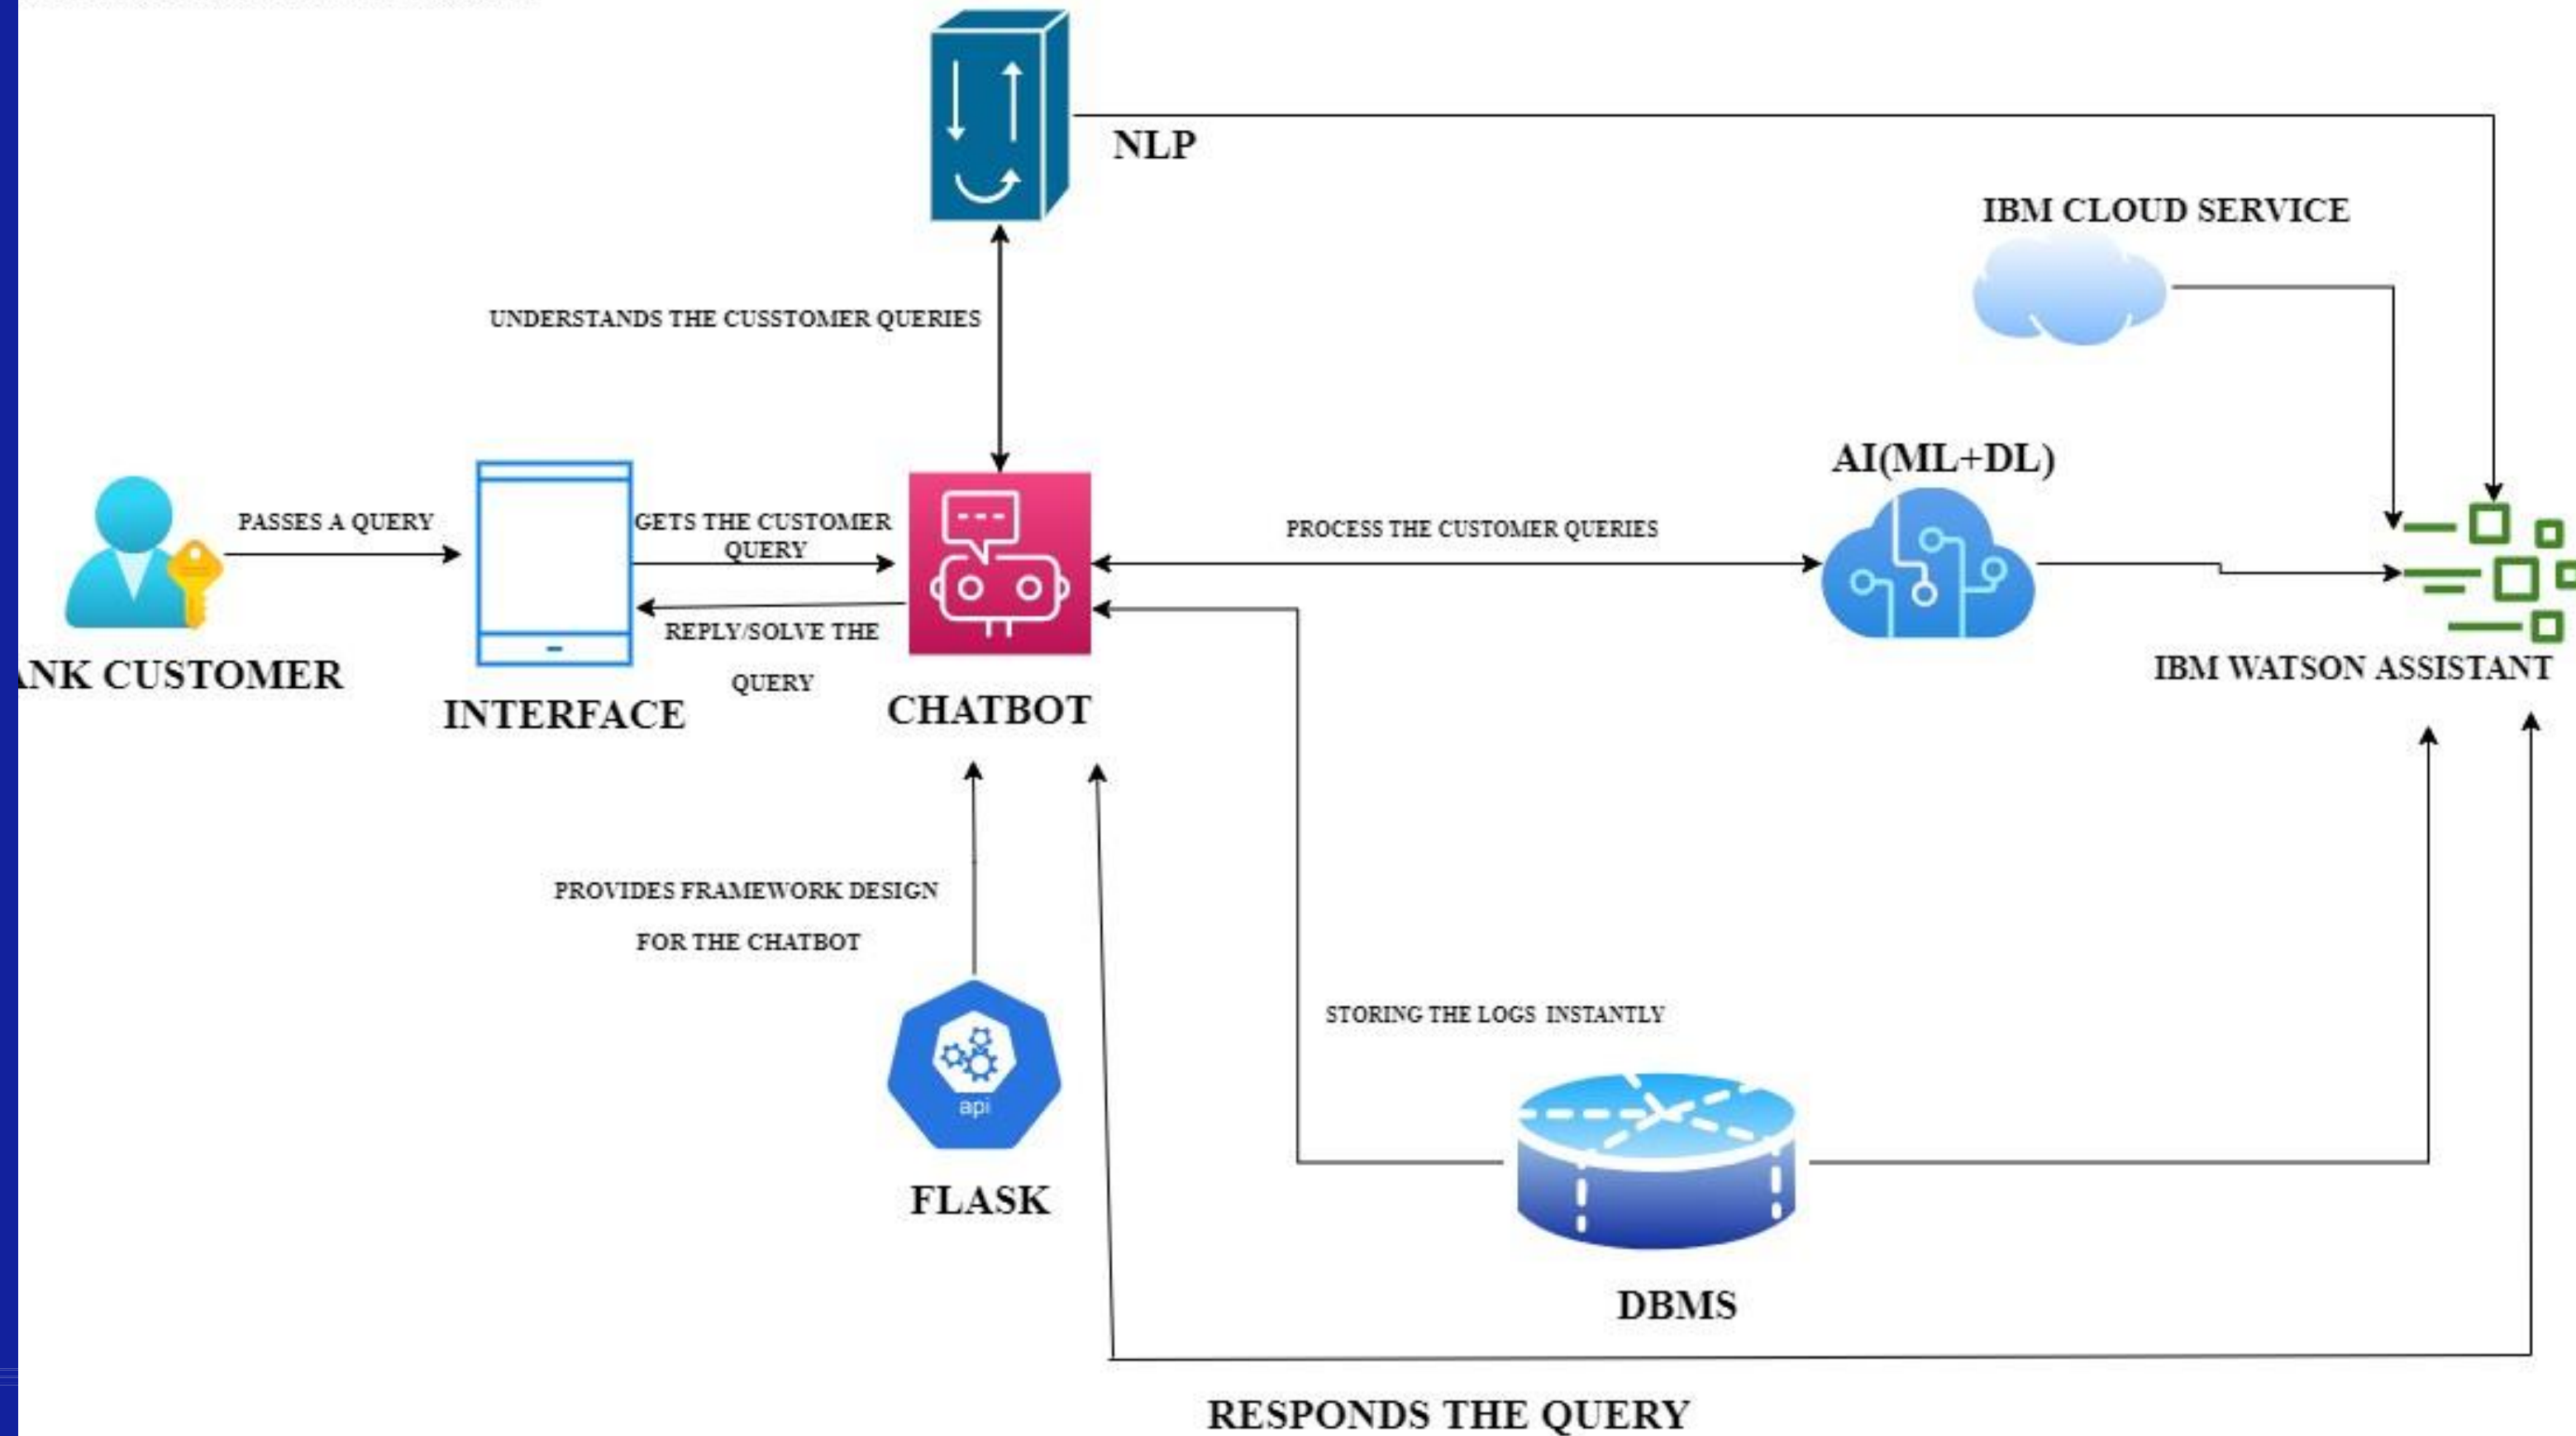 NLP
IBM CLOUD SERVICE
UNDERSTANDS THE CUSSTOMER QUERIES
AI(ML+DL)
PASSES A QUERY
GETS THE CUSTOMER
QUERY
PROCESS THE CUSTOMER QUERIES
REPLY/SOLVE THE
QUERY
ANK CUSTOMER
INTERFACE
CHATBOT
IBM WATSON ASSISTANT
PROVIDES FRAMEWORK DESIGN
FOR THE CHATBOT
STORING THE LOGS INSTANTLY
api
FLASK
DBMS
RESPONDS THE QUERY